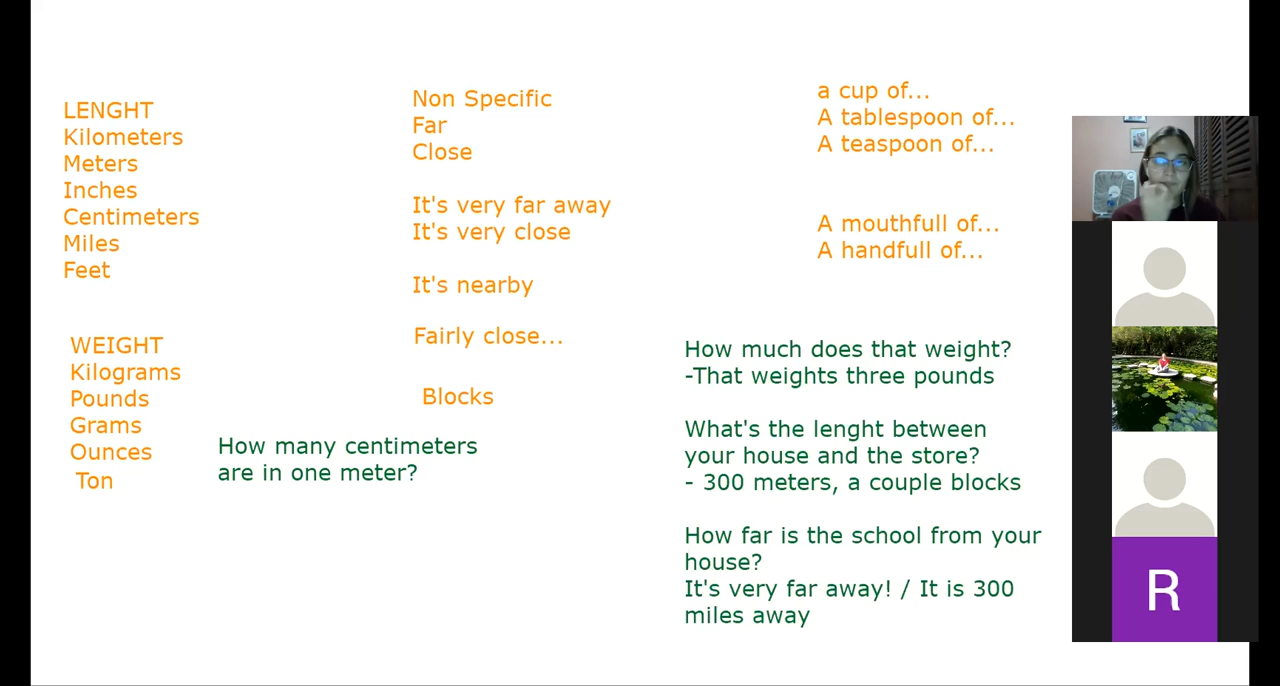 LENGHT
Kilometers
Meters
Inches
Centimeters
Miles
Feet
WEIGHT
Kilograms
Pounds
Grams
Ounces
Ton
How many centimeters
are in one meter?
Non Specific
Far
Close
It's very far away
It's very close
It's nearby
Fairly close...
Blocks
a cup of...
A tablespoon of...
A teaspoon of...
A mouthfull of...
A handfull of...
How much does that weight?
-That weights three pounds
What's the lenght between
your house and the store?
- 300 meters, a couple blocks
How far is the school from your
house?
It's very far away! / It is 300
miles away
R